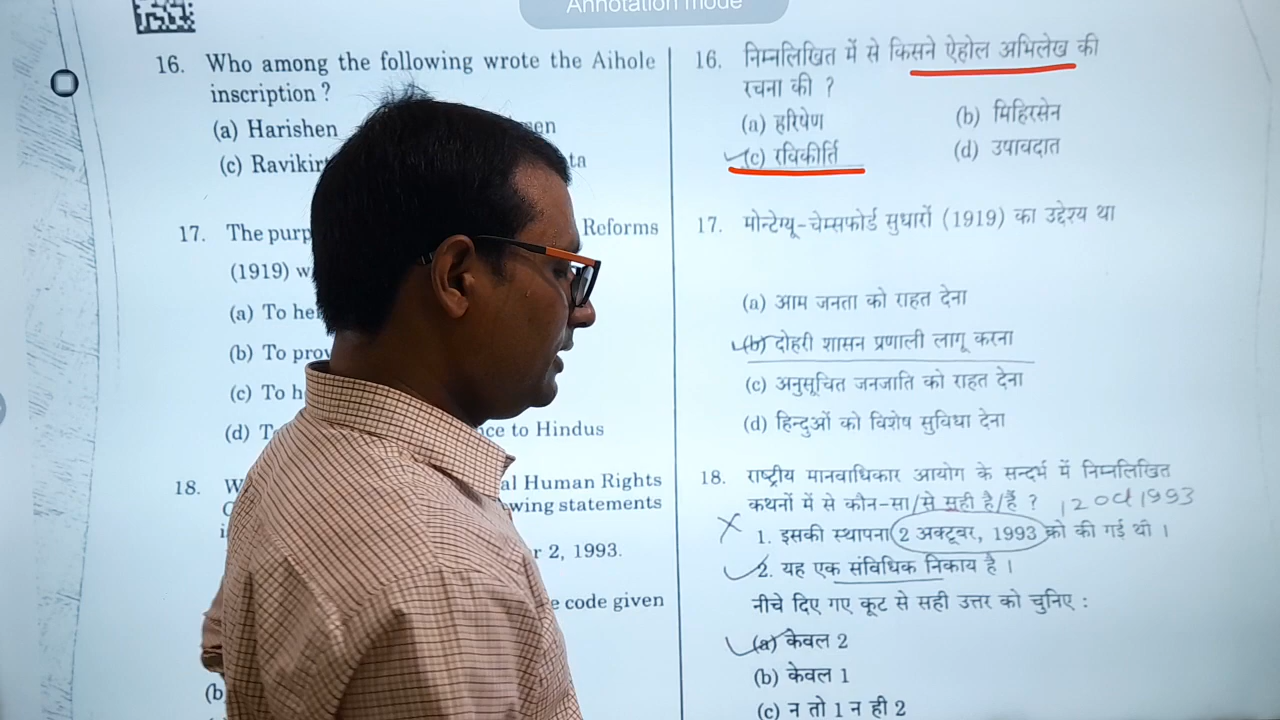 Annotation mode
16. Who among the following wrote the Aihole
inscription ?
(a) Harishen
(c) Ravikirt
17. The purp Reforms
(1919) w
(a) To hel
(b) To prov
(c) To h
(d) T ce to Hindus
18. W al Human Rights
wing statements
r 2, 1993.
e code given
(b
16. निम्नलिखित में से किसने ऐहोल अभिलेख की
रचना की ?
(a) हरिषेण (b) मिहिरसेन
(c) रविकीर्ति (d) उपावदात
17. मोन्टेग्यू-चेम्सफोर्ड सुधारों (1919) का उद्देश्य था
(a) आम जनता को राहत देना
(b) दोहरी शासन प्रणाली लागू करना
(c) अनुसूचित जनजाति को राहत देना
(d) हिन्दुओं को विशेष सुविधा देना
18. राष्ट्रीय मानवाधिकार आयोग के सन्दर्भ में निम्नलिखित
कथनों में से कौन-सा/से सही है/हैं ? 12 Oct 1993
1. इसकी स्थापना 2 अक्टूबर, 1993 को की गई थी ।
2. यह एक संविधिक निकाय है ।
नीचे दिए गए कूट से सही उत्तर को चुनिए :
(a) केवल 2
(b) केवल 1
(c) न तो 1 न ही 2